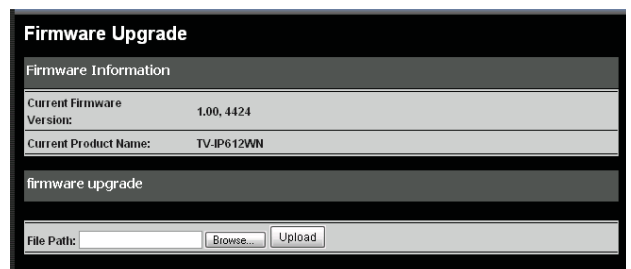 Firmware Upgrade
Firmware Information
Current Firmware
Version:
1.00, 4424
Current Product Name: TV-IP612WN
firmware upgrade
File Path: Browse... Upload